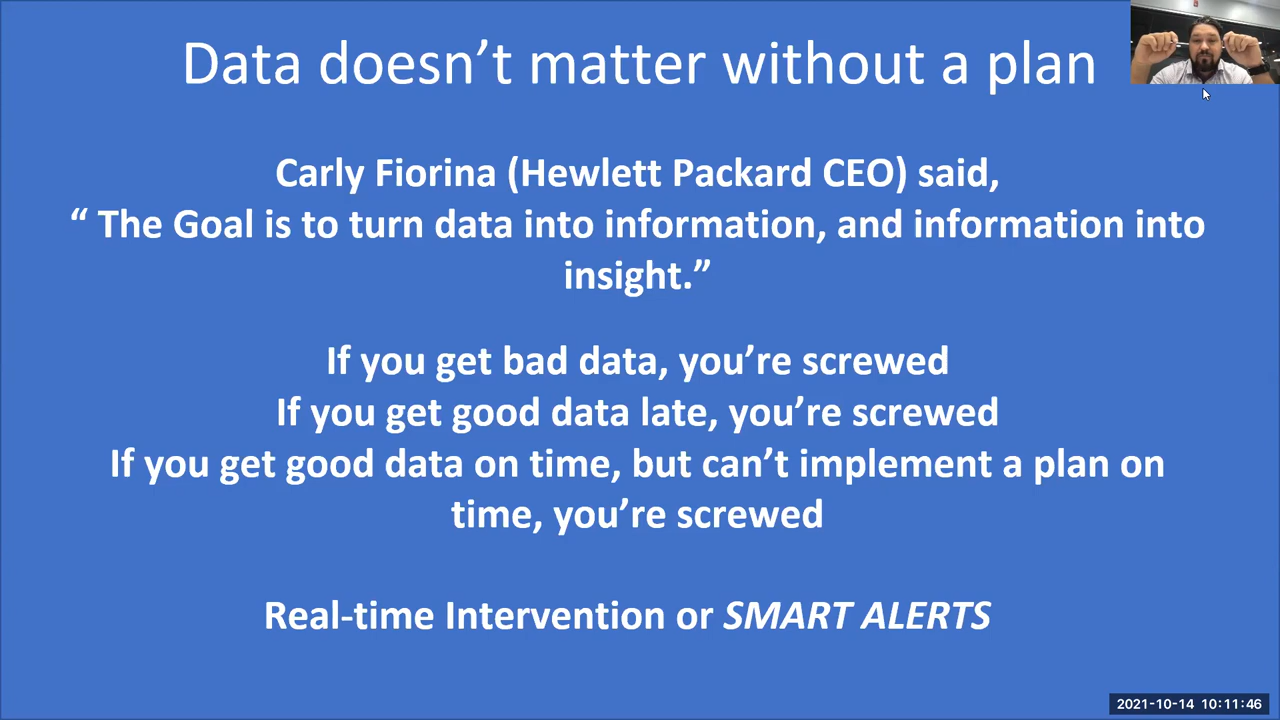 Data doesn’t matter without a plan
Carly Fiorina (Hewlett Packard CEO) said,
“ The Goal is to turn data into information, and information into
insight.”
If you get bad data, you’re screwed
If you get good data late, you’re screwed
If you get good data on time, but can’t implement a plan on
time, you’re screwed
Real-time Intervention or SMART ALERTS
2021-10-14 10:11:46